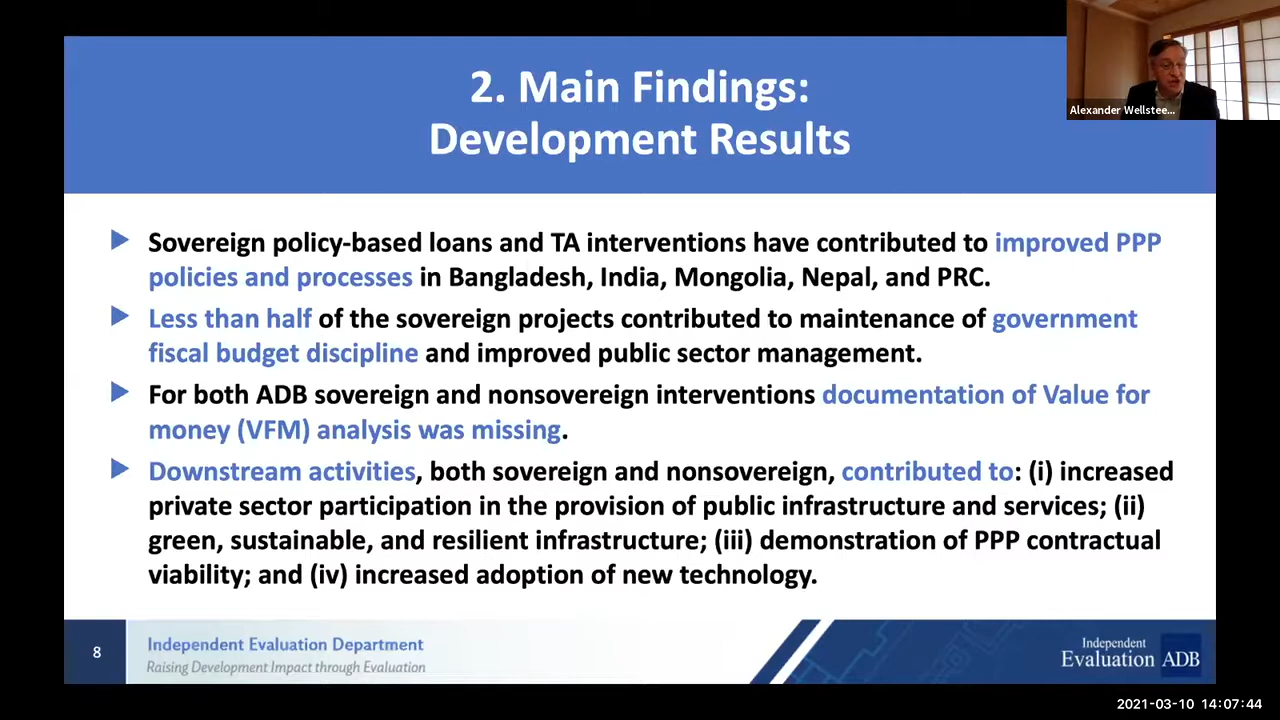 2. Main Findings:
Development Results
Alexander Wellstee...
Sovereign policy-based loans and TA interventions have contributed to improved PPP
policies and processes in Bangladesh, India, Mongolia, Nepal, and PRC.
Less than half of the sovereign projects contributed to maintenance of government
fiscal budget discipline and improved public sector management.
For both ADB sovereign and nonsovereign interventions documentation of Value for
money (VFM) analysis was missing.
Downstream activities, both sovereign and nonsovereign, contributed to: (i) increased
private sector participation in the provision of public infrastructure and services; (ii)
green, sustainable, and resilient infrastructure; (iii) demonstration of PPP contractual
viability; and (iv) increased adoption of new technology.
8
Independent Evaluation Department
Raising Development Impact through Evaluation
Independent
Evaluation ADB
2021-03-10 14:07:44